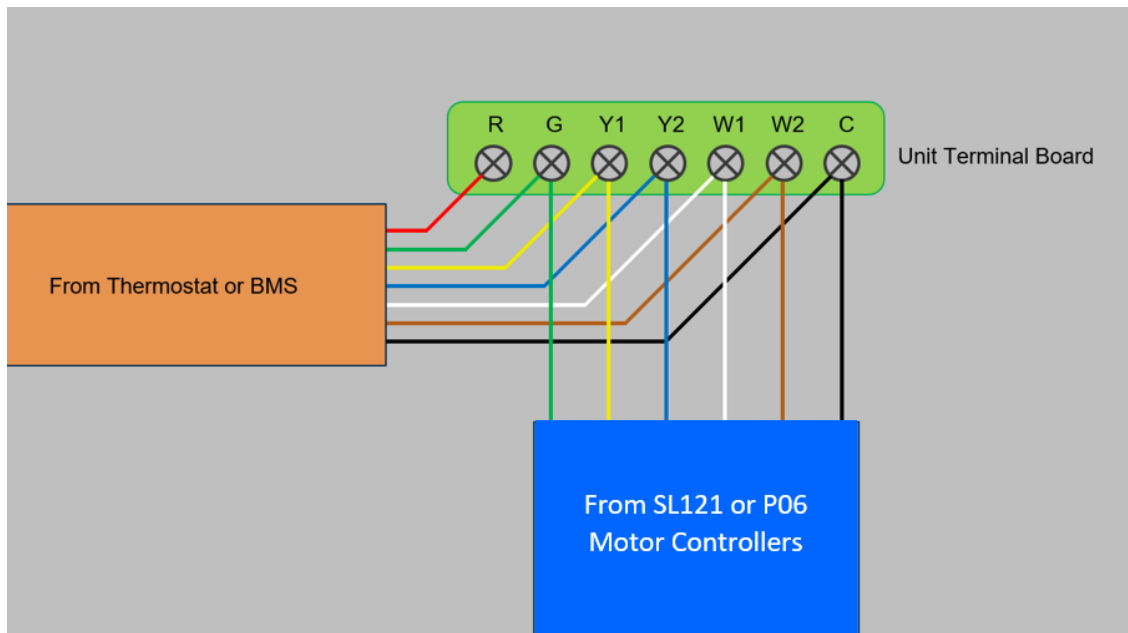 R G Y1 Y2 W1 W2 C
Unit Terminal Board
From Thermostat or BMS
From SL121 or P06
Motor Controllers